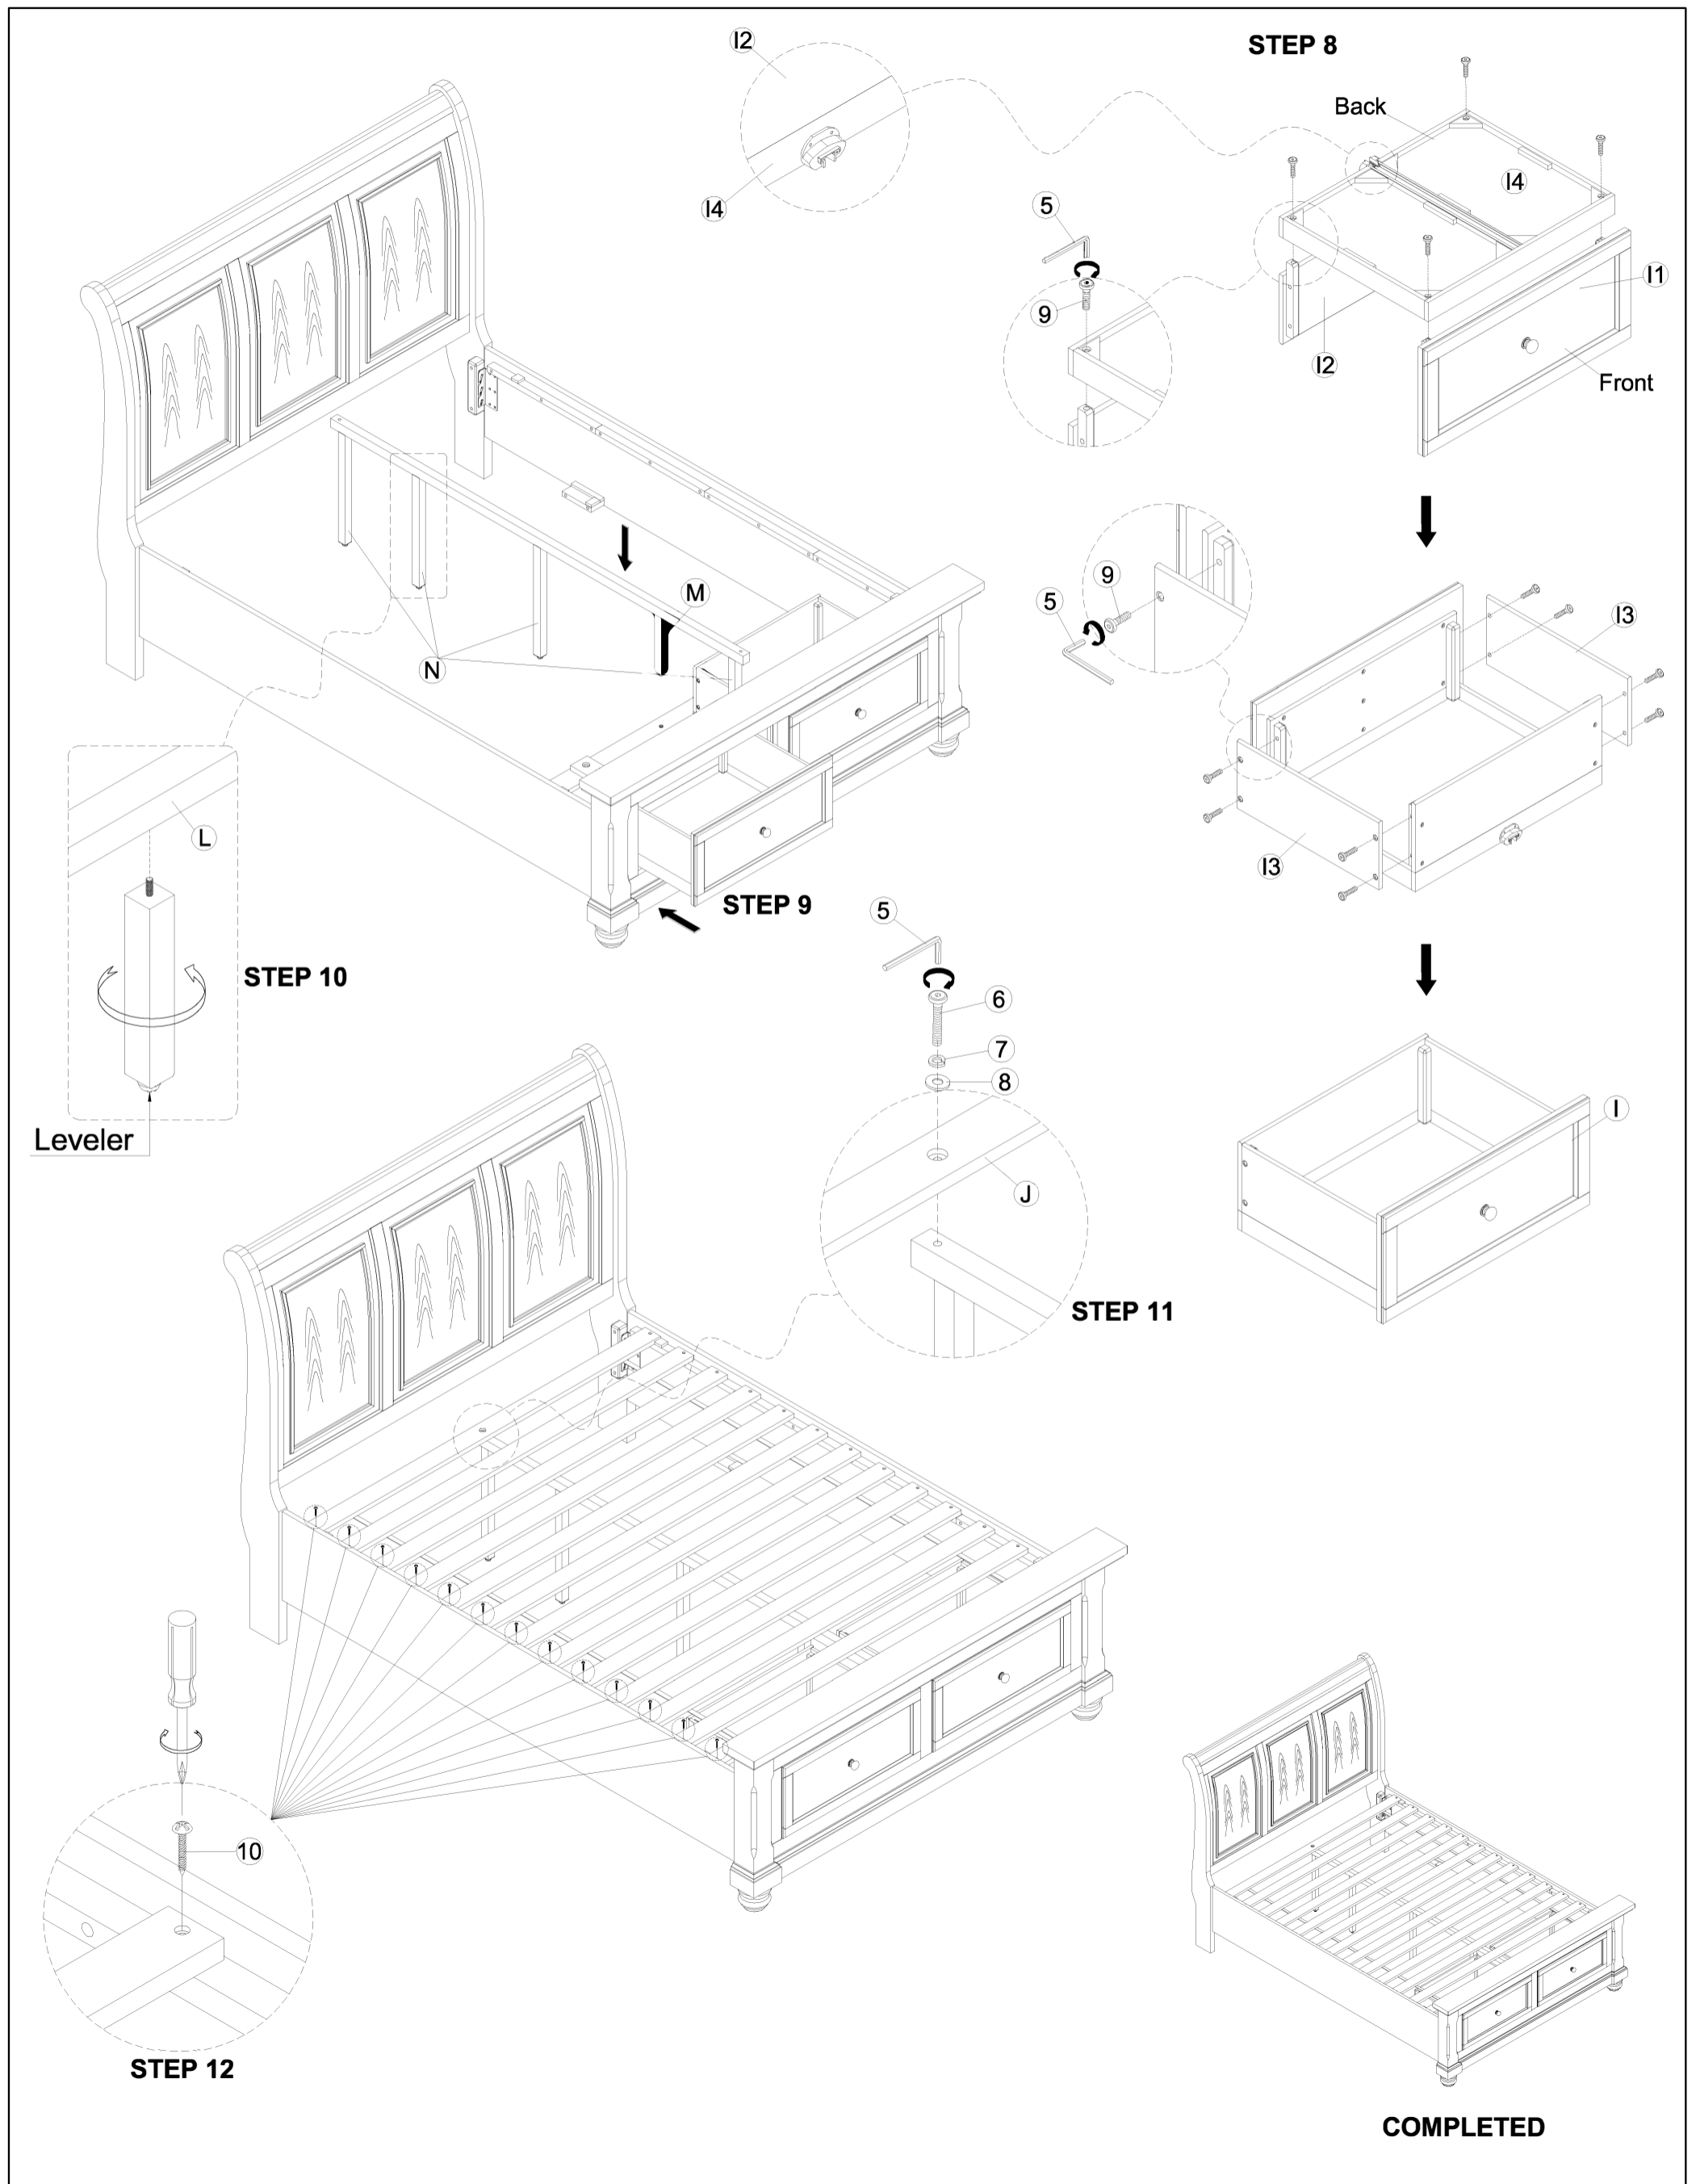 STEP 8
I2
I4
Back
I4
5
9
I1
I2
Front
M
N
9
5
I3
I3
L
STEP 9
STEP 10
Leveler
5
6
7
8
J
STEP 11
I
10
STEP 12
COMPLETED